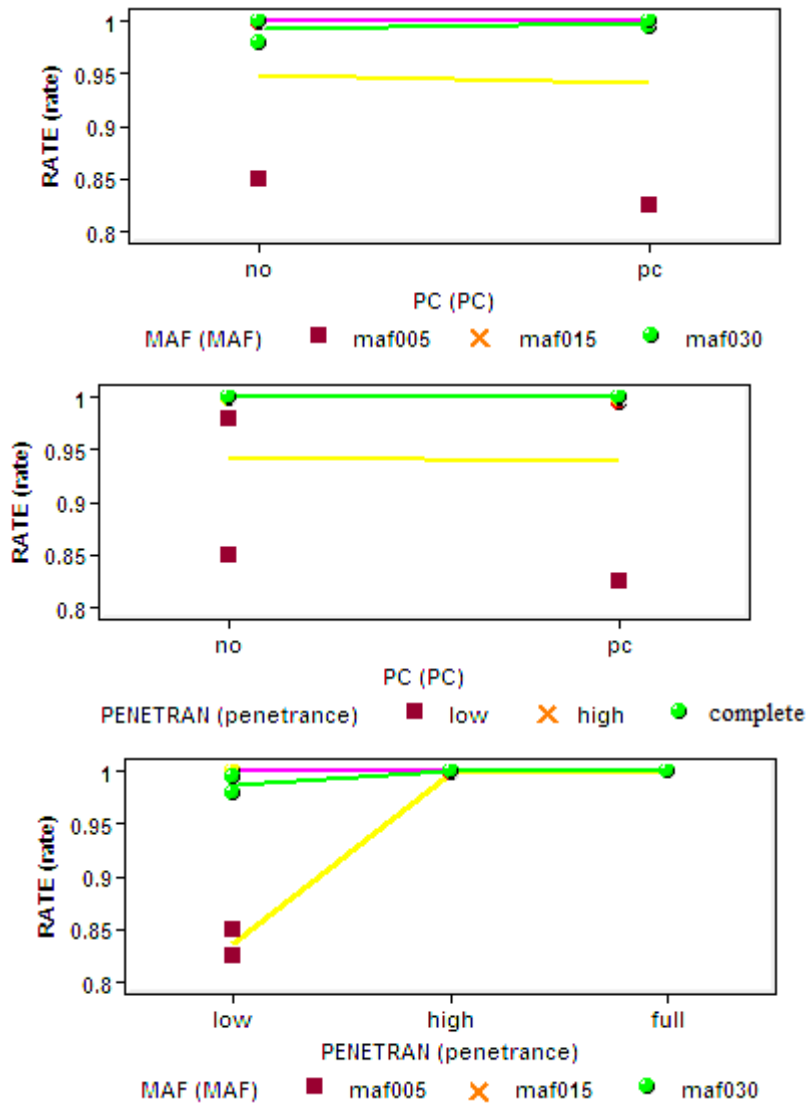 1
0.95
0.9
0.85
0.8
RATE (rate)
no pc
PC (PC)
MAF (MAF) maf005 maf015 maf030
1
0.95
0.9
0.85
0.8
RATE (rate)
no pc
PC (PC)
PENETRAN (penetrance) low high complete
1
0.95
0.9
0.85
0.8
RATE (rate)
low high full
PENETRAN (penetrance)
MAF (MAF) maf005 maf015 maf030